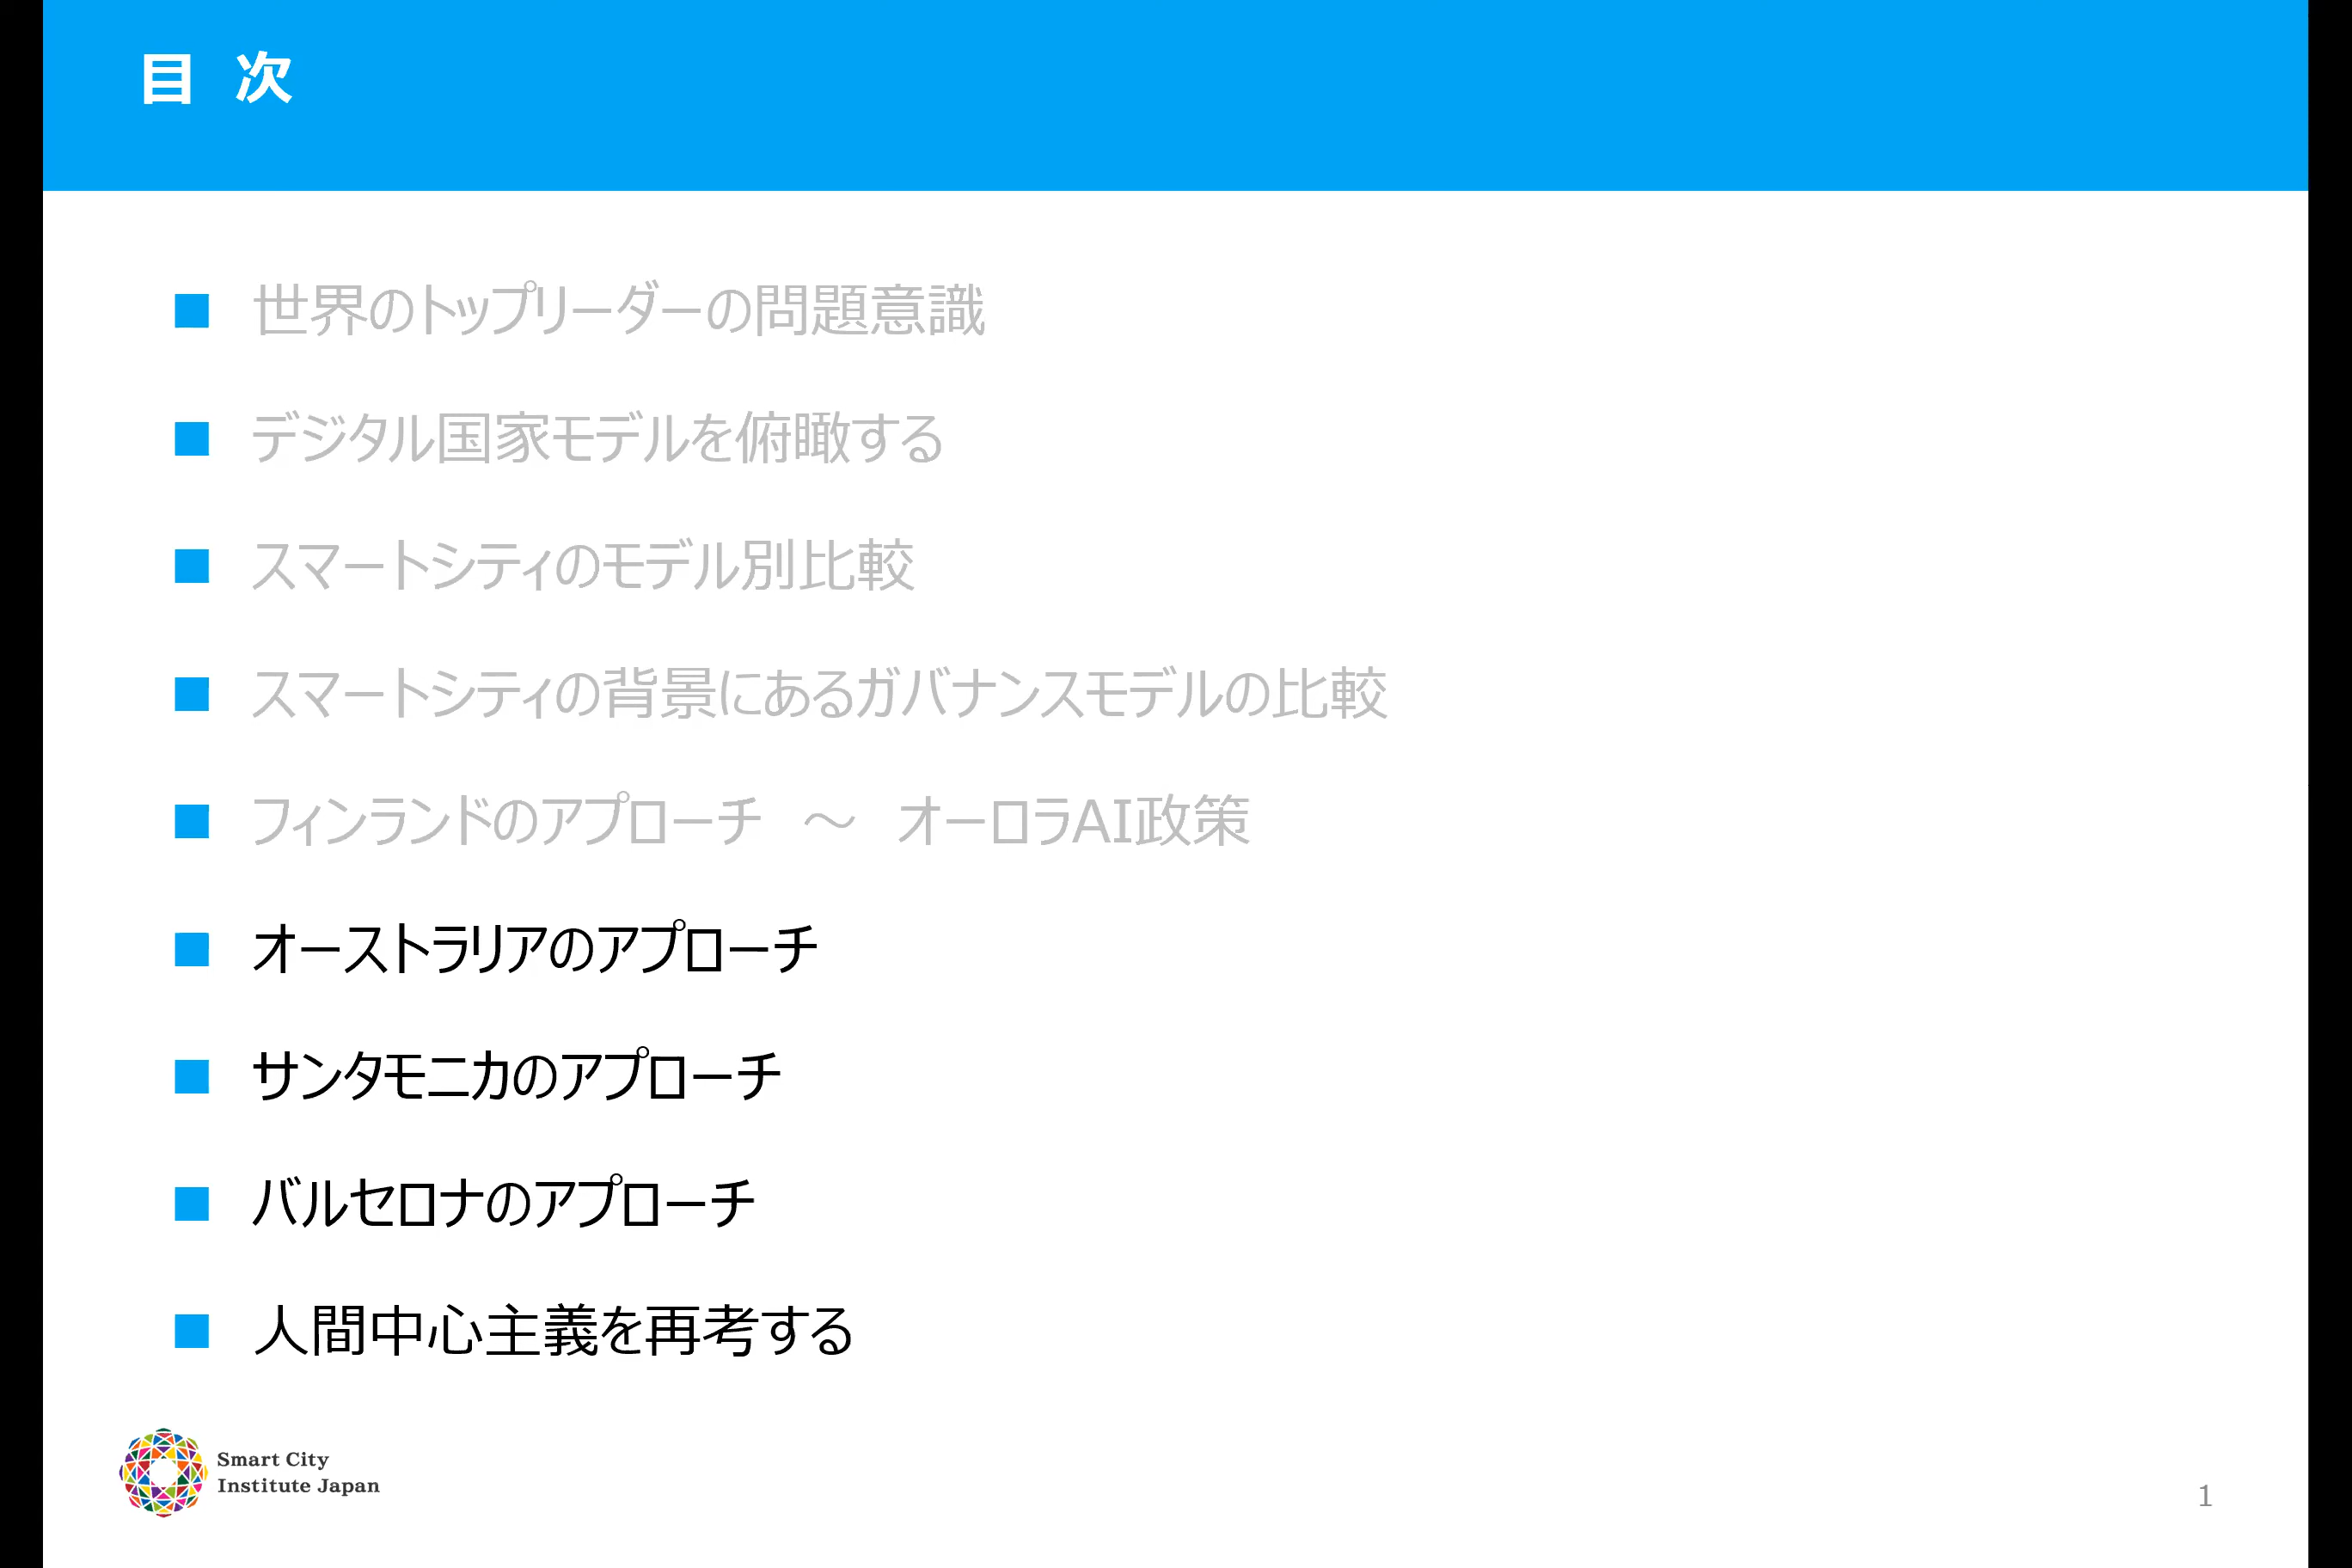 目 次
■ 世界のトップリーダーの問題意識
■ デジタル国家モデルを俯瞰する
■ スマートシティのモデル別比較
■ スマートシティの背景にあるガバナンスモデルの比較
■ フィンランドのアプローチ ～ オーロラAI政策
■ オーストラリアのアプローチ
■ サンタモニカのアプローチ
■ バルセロナのアプローチ
■ 人間中心主義を再考する
Smart City
Institute Japan
1